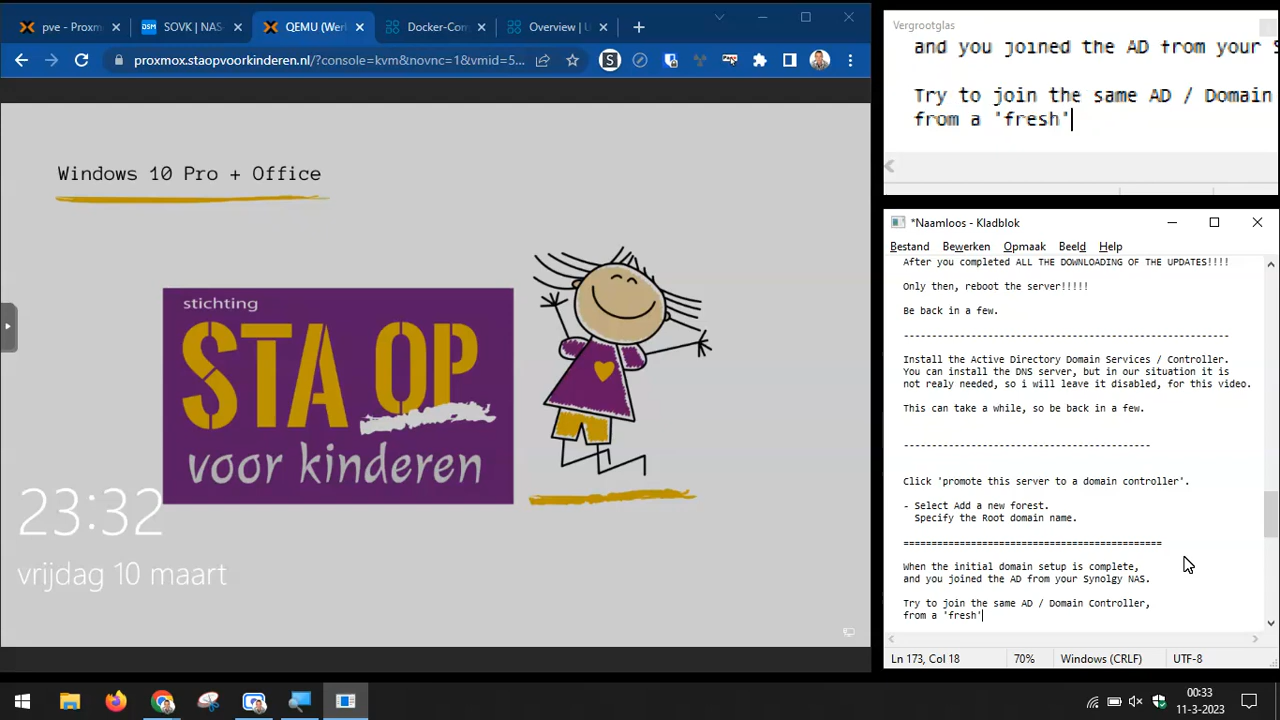 pve - Proxm
SOVK | NAS-
QEMU (Werk
Docker-Com
Overview | U
proxmox.staopvoorkinderen.nl/?console=kvm&novnc=1&vmid=5...
Windows 10 Pro + Office
stichting
STA OP
voor kinderen
23:32
vrijdag 10 maart
Vergrootglas
and you joined the AD from your S
Try to join the same AD / Domain
from a 'fresh'
*Naamloos - Kladblok
Bestand Bewerken Opmaak Beeld Help
After you completed ALL THE DOWNLOADING OF THE UPDATES!!!!
Only then, reboot the server!!!!!
Be back in a few.
----------------------------------------------------------
Install the Active Directory Domain Services / Controller.
You can install the DNS server, but in our situation it is
not realy needed, so i will leave it disabled, for this video.
This can take a while, so be back in a few.
--------------------------------------------
Click 'promote this server to a domain controller'.
- Select Add a new forest.
Specify the Root domain name.
==============================================
When the initial domain setup is complete,
and you joined the AD from your Synolgy NAS.
Try to join the same AD / Domain Controller,
from a 'fresh'
Ln 173, Col 18 70% Windows (CRLF) UTF-8
00:33
11-3-2023